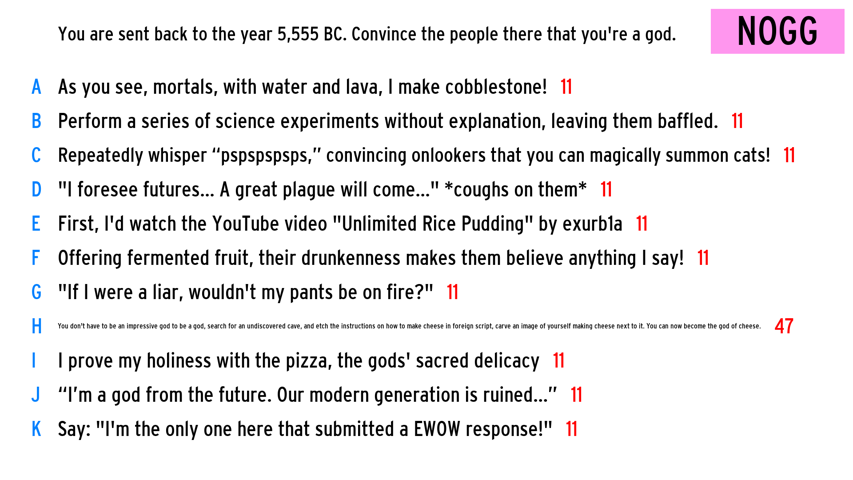 You are sent back to the year 5,555 BC. Convince the people there that you're a god.
NOGG
A As you see, mortals, with water and lava, I make cobblestone! 11
B Perform a series of science experiments without explanation, leaving them baffled. 11
C Repeatedly whisper “pspspspsps,” convincing onlookers that you can magically summon cats! 11
D "I foresee futures... A great plague will come..." *coughs on them* 11
E First, I'd watch the YouTube video "Unlimited Rice Pudding" by exurb1a 11
F Offering fermented fruit, their drunkenness makes them believe anything I say! 11
G "If I were a liar, wouldn't my pants be on fire?" 11
H You don't have to be an impressive god to be a god, search for an undiscovered cave, and etch the instructions on how to make cheese in foreign script, carve an image of yourself making cheese next to it. You can now become the god of cheese. 47
I I prove my holiness with the pizza, the gods' sacred delicacy 11
J “I’m a god from the future. Our modern generation is ruined...” 11
K Say: "I'm the only one here that submitted a EWOW response!" 11